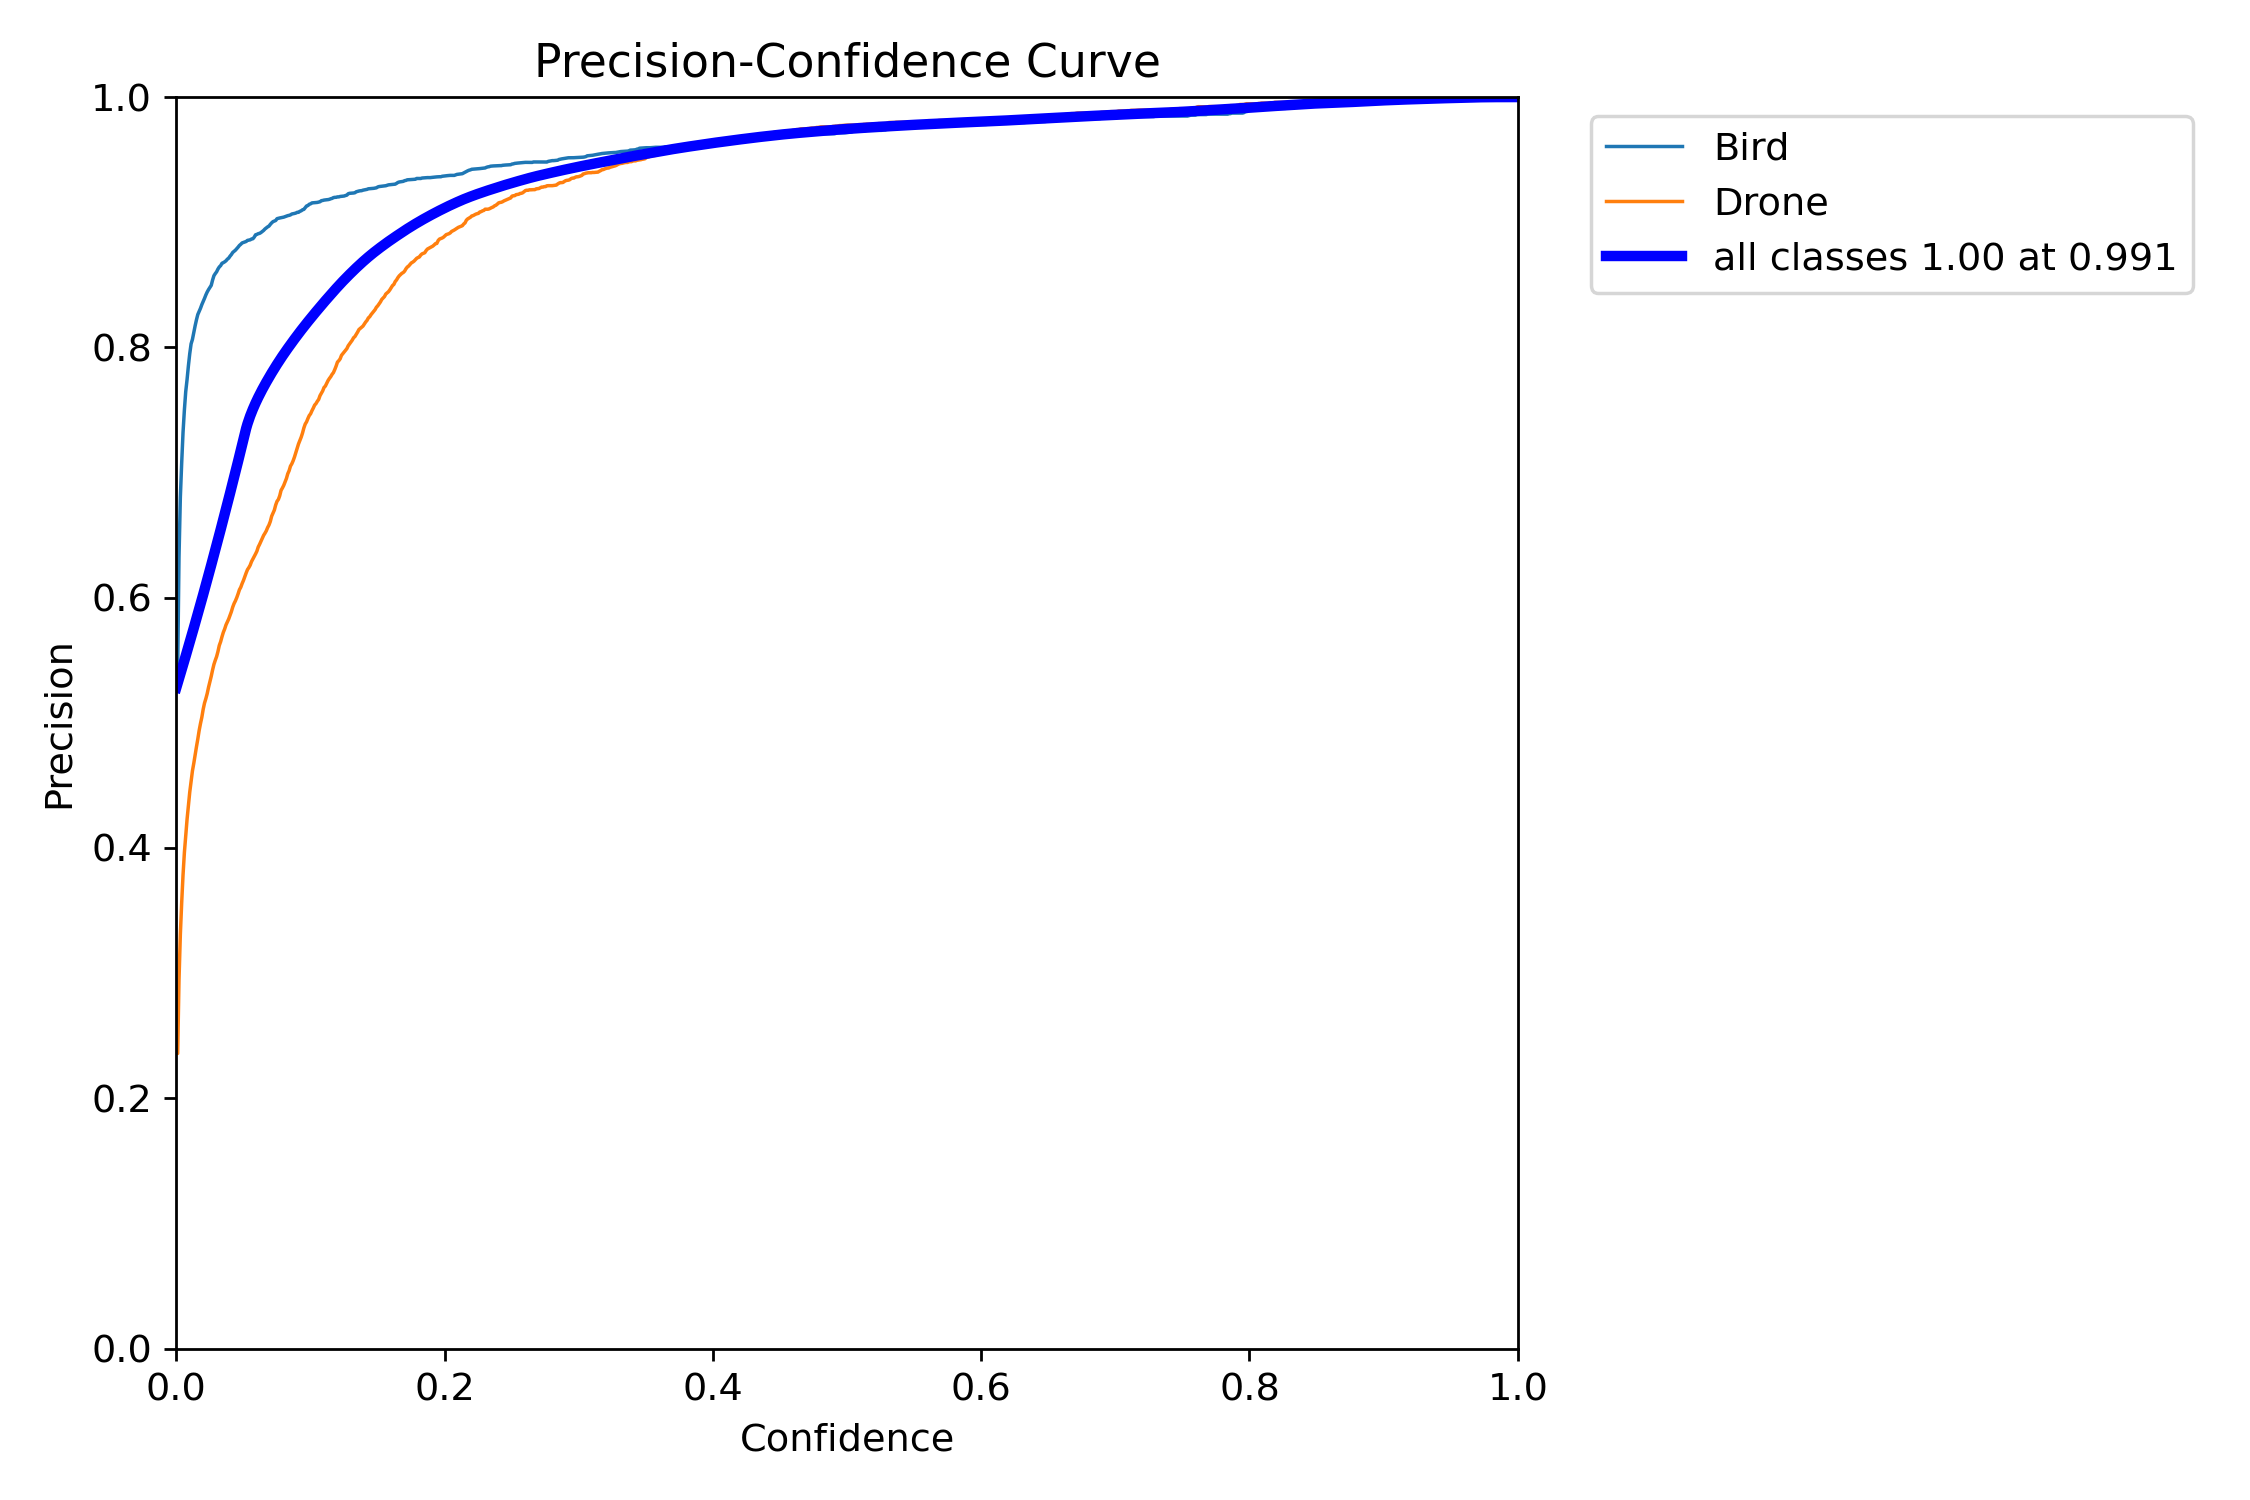 Precision-Confidence Curve
Bird
Drone
all classes 1.00 at 0.991
1.0
0.8
0.6
0.4
0.2
0.0
Precision
0.0 0.2 0.4 0.6 0.8 1.0
Confidence